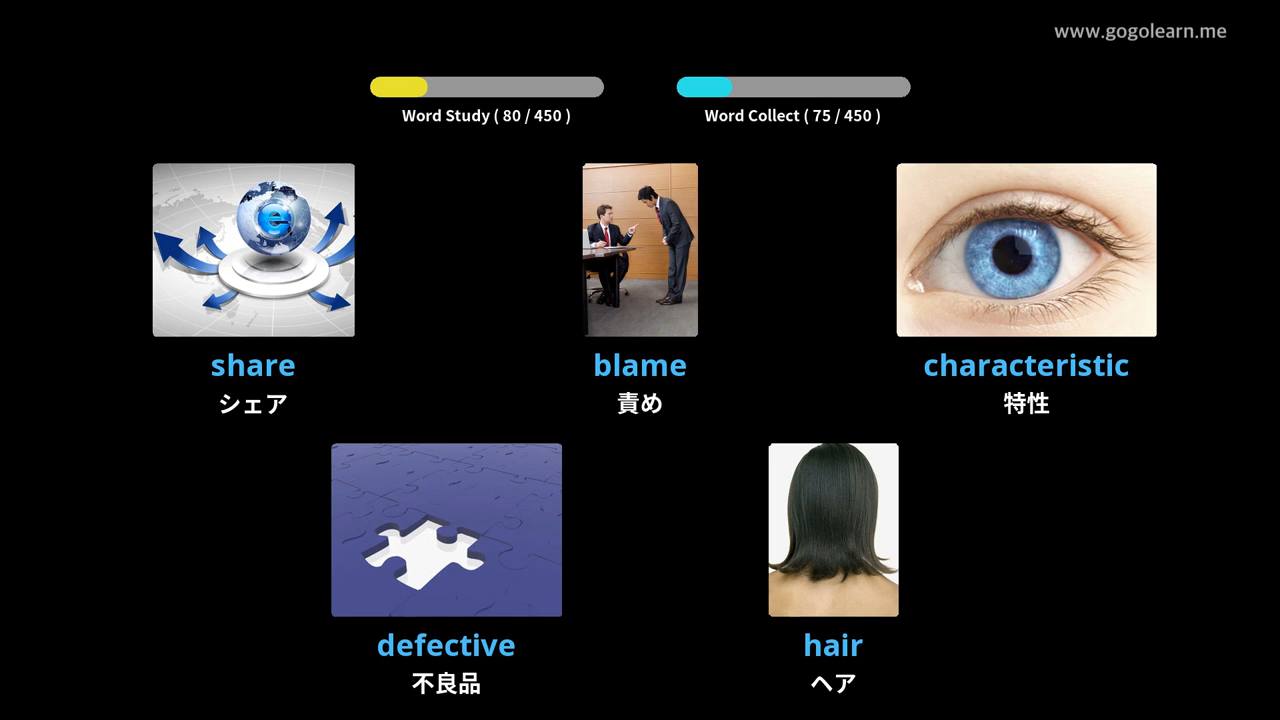 www.gogolearn.me
Word Study ( 80 / 450 )
Word Collect ( 75 / 450 )
e
share
blame
characteristic
シェア
責め
特性
defective
hair
不良品
ヘア